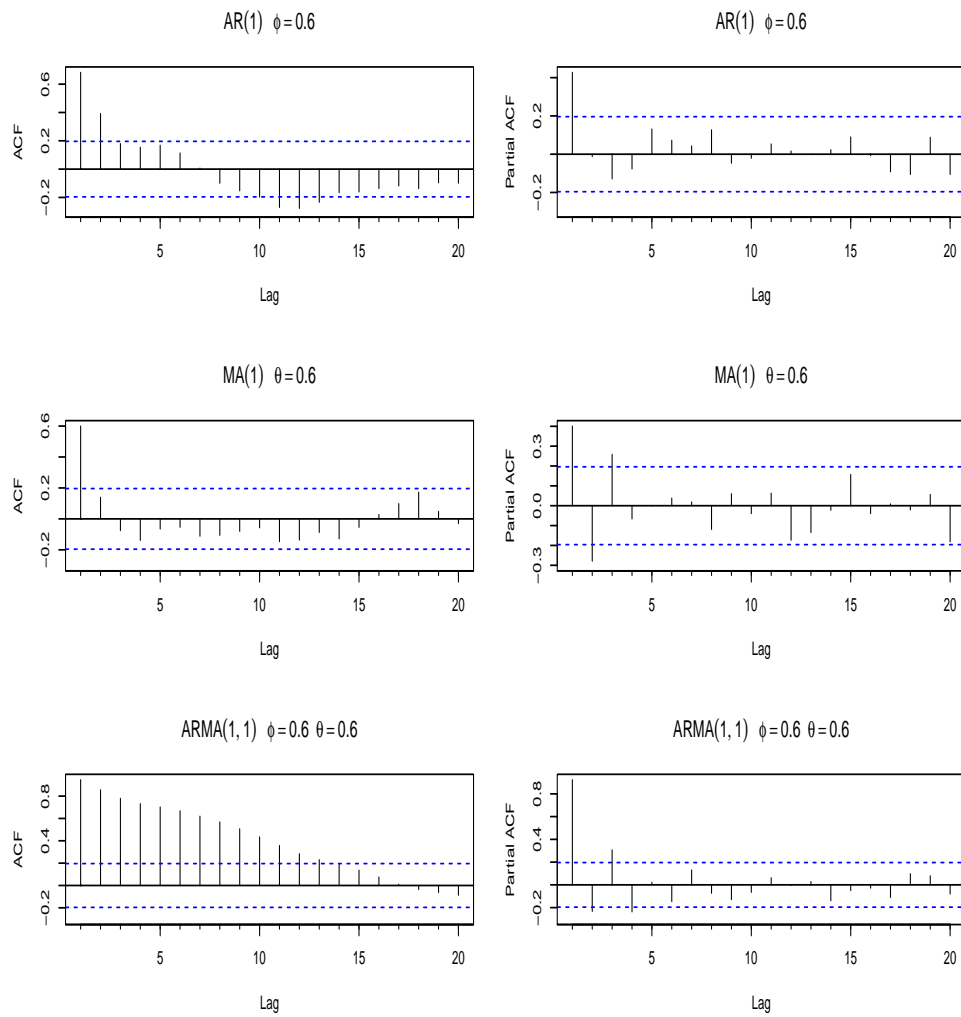 AR(1) ϕ=0.6
ACF
0.6
0.2
−0.2
5 10 15 20
Lag
AR(1) ϕ=0.6
Partial ACF
0.2
−0.2
5 10 15 20
Lag
MA(1) θ=0.6
ACF
0.6
0.2
−0.2
5 10 15 20
Lag
MA(1) θ=0.6
Partial ACF
0.3
0.0
−0.3
5 10 15 20
Lag
ARMA(1,1) ϕ=0.6 θ=0.6
ACF
0.8
0.4
−0.2
5 10 15 20
Lag
ARMA(1,1) ϕ=0.6 θ=0.6
Partial ACF
0.8
0.4
−0.2
5 10 15 20
Lag